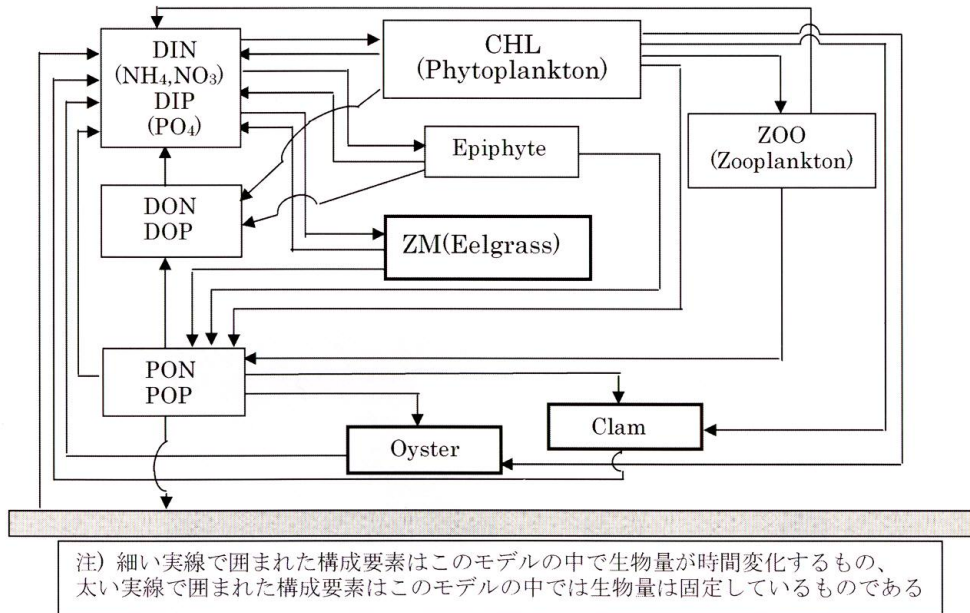 DIN
(NH₄,NO₃)
DIP
(PO₄)
CHL
(Phytoplankton)
ZOO
(Zooplankton)
Epiphyte
DON
DOP
ZM(Eelgrass)
PON
POP
Clam
Oyster
注) 細い実線で囲まれた構成要素はこのモデルの中で生物量が時間変化するもの、
太い実線で囲まれた構成要素はこのモデルの中では生物量は固定しているものである